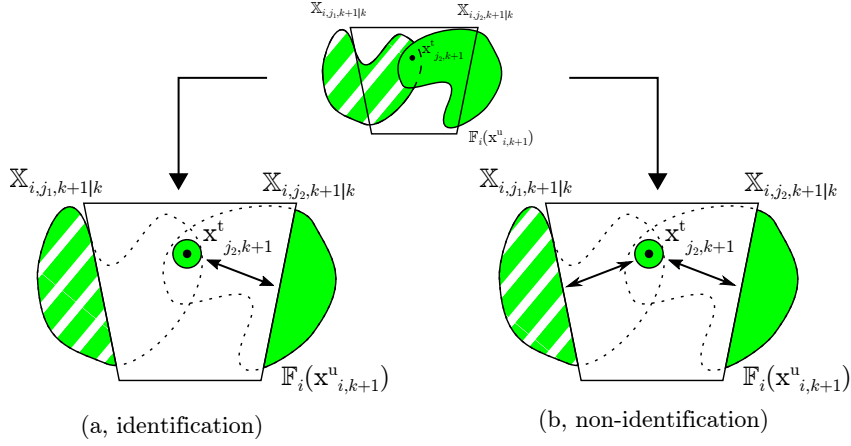 𝕏_{i,j₁,k+1|k} 𝕏_{i,j₂,k+1|k}
x^t_{j₂,k+1}
𝔽_i(x^u_{i,k+1})
𝕏_{i,j₁,k+1|k} 𝕏_{i,j₂,k+1|k}
x^t_{j₂,k+1}
𝔽_i(x^u_{i,k+1})
(a, identification)
𝕏_{i,j₁,k+1|k} 𝕏_{i,j₂,k+1|k}
x^t_{j₂,k+1}
𝔽_i(x^u_{i,k+1})
(b, non-identification)